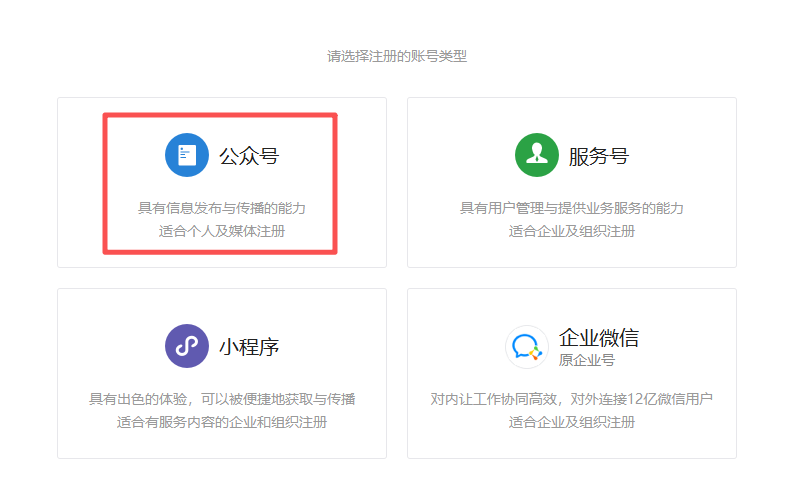 请选择注册的账号类型
公众号
具有信息发布与传播的能力
适合个人及媒体注册
服务号
具有用户管理与提供业务服务的能力
适合企业及组织注册
小程序
具有出色的体验，可以被便捷地获取与传播
适合有服务内容的企业和组织注册
企业微信
原企业号
对内让工作协同高效，对外连接12亿微信用户
适合企业及组织注册